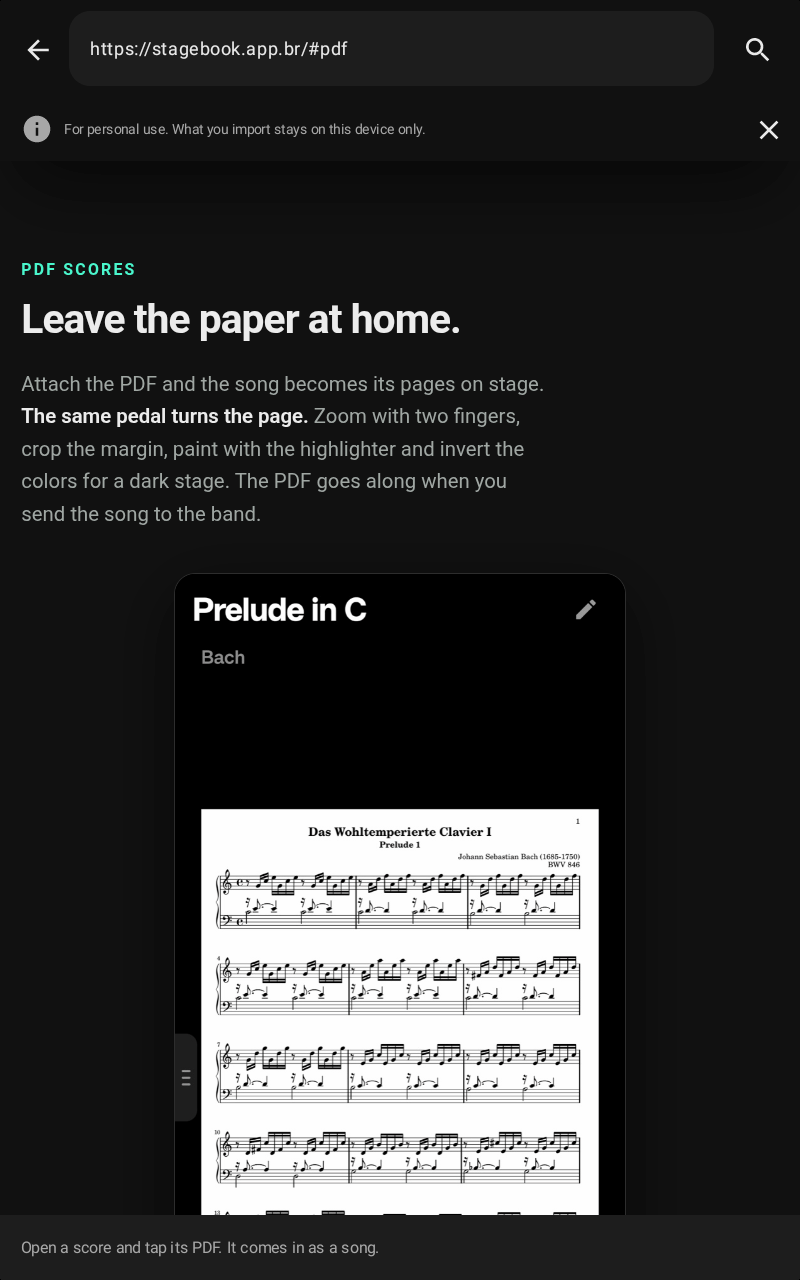 https://stagebook.app.br/#pdf
For personal use. What you import stays on this device only.
PDF SCORES
Leave the paper at home.
Attach the PDF and the song becomes its pages on stage.
The same pedal turns the page. Zoom with two fingers,
crop the margin, paint with the highlighter and invert the
colors for a dark stage. The PDF goes along when you
send the song to the band.
Prelude in C
Bach
1
Das Wohltemperierte Clavier I
Prelude 1
Johann Sebastian Bach (1685-1750)
BWV 846
4
7
10
13
Open a score and tap its PDF. It comes in as a song.